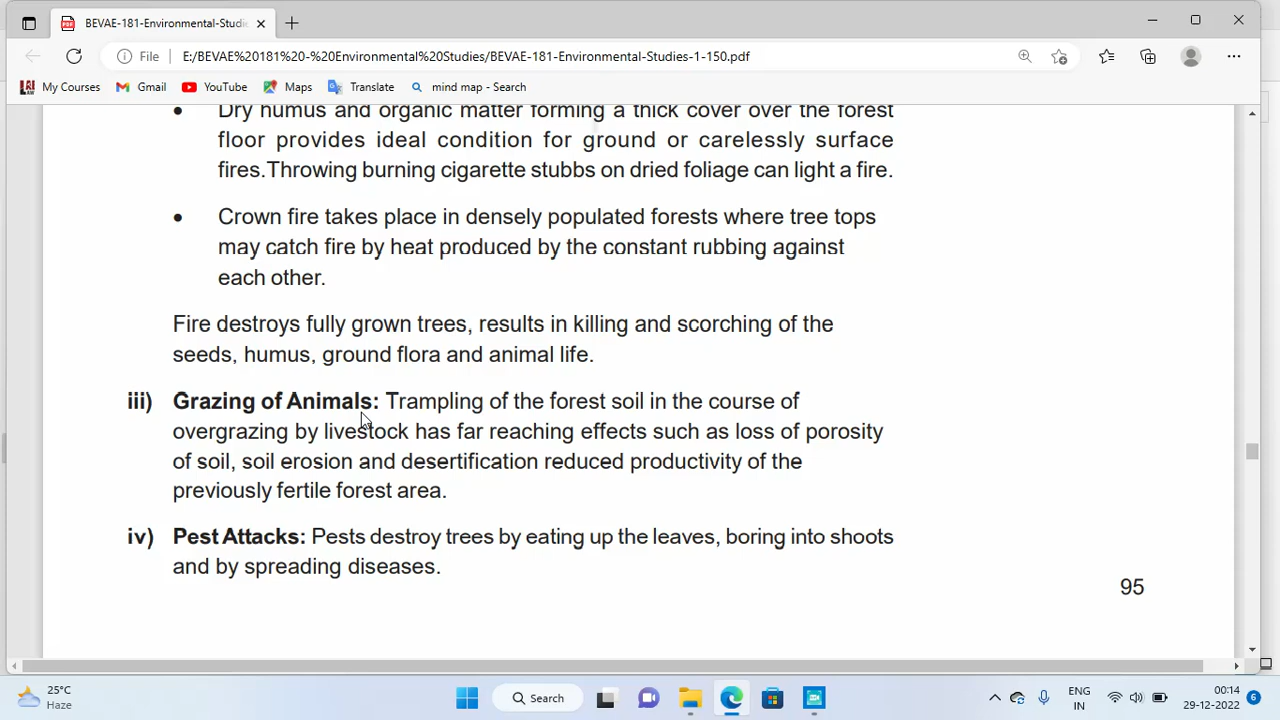 BEVAE-181-Environmental-Studi
File
E:/BEVAE%20181%20-%20Environmental%20Studies/BEVAE-181-Environmental-Studies-1-150.pdf
My Courses
Gmail
YouTube
Maps
Translate
mind map - Search
• Dry humus and organic matter forming a thick cover over the forest
floor provides ideal condition for ground or carelessly surface
fires.Throwing burning cigarette stubbs on dried foliage can light a fire.
• Crown fire takes place in densely populated forests where tree tops
may catch fire by heat produced by the constant rubbing against
each other.
Fire destroys fully grown trees, results in killing and scorching of the
seeds, humus, ground flora and animal life.
iii) Grazing of Animals: Trampling of the forest soil in the course of
overgrazing by livestock has far reaching effects such as loss of porosity
of soil, soil erosion and desertification reduced productivity of the
previously fertile forest area.
iv) Pest Attacks: Pests destroy trees by eating up the leaves, boring into shoots
and by spreading diseases.
95
25°C
Haze
Search
ENG
IN
00:14
29-12-2022
6